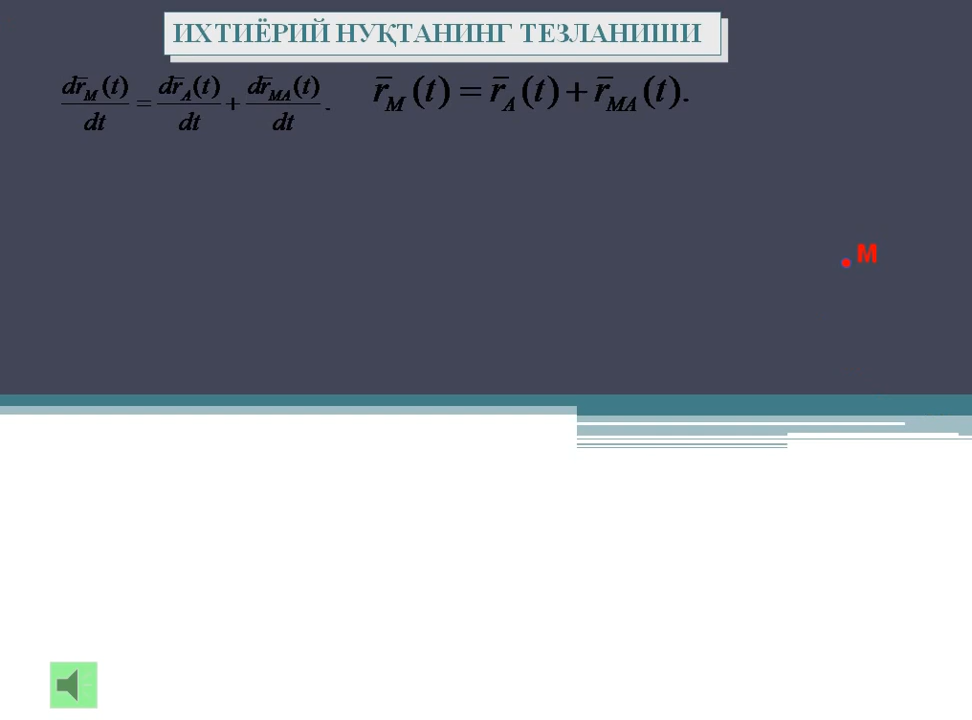 ИХТИЁРИЙ НУҚТАНИНГ ТЕЗЛАНИШИ
dr̅_M(t)/dt = dr̅_A(t)/dt + dr̅_MA(t)/dt .
r̅_M(t) = r̅_A(t) + r̅_MA(t).
M